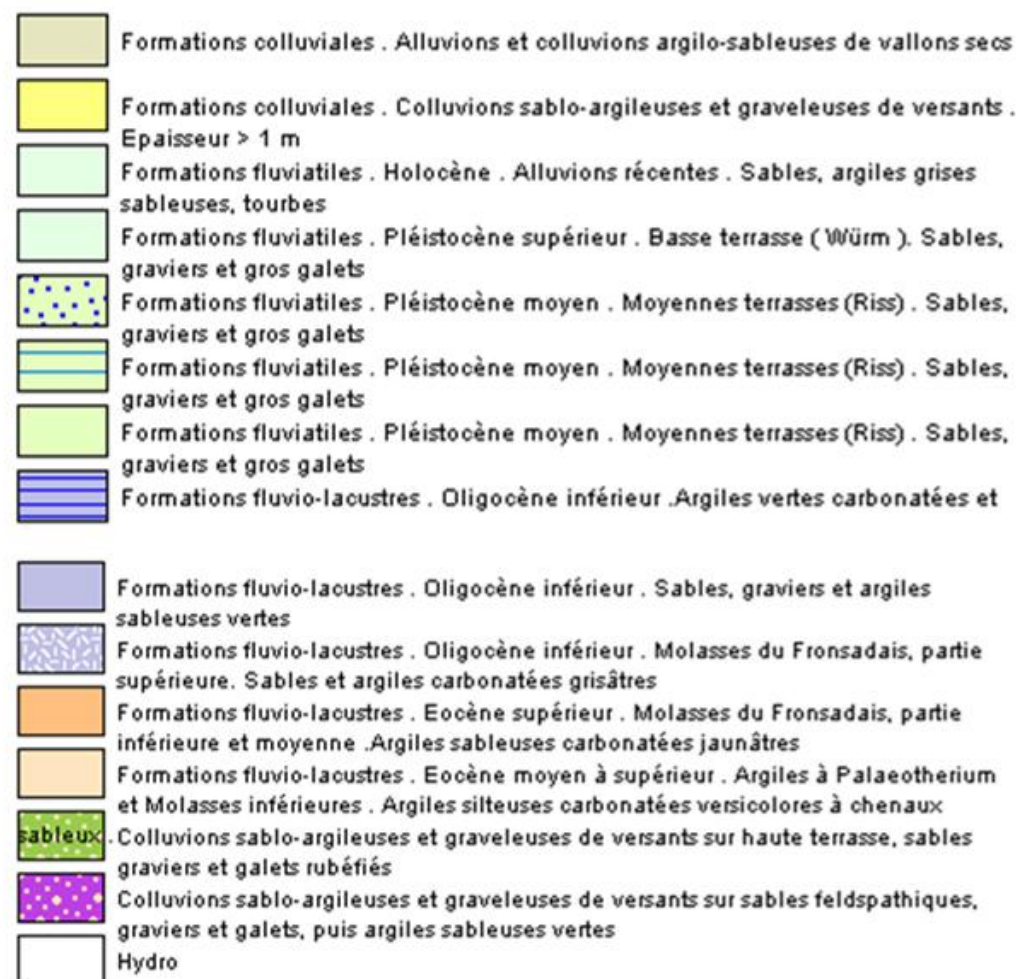 Formations colluviales . Alluvions et colluvions argilo-sableuses de vallons secs
Formations colluviales . Colluvions sablo-argileuses et graveleuses de versants .
Epaisseur > 1 m
Formations fluviatiles . Holocène . Alluvions récentes . Sables, argiles grises
sableuses, tourbes
Formations fluviatiles . Pléistocène supérieur . Basse terrasse ( Würm ). Sables,
graviers et gros galets
Formations fluviatiles . Pléistocène moyen . Moyennes terrasses (Riss) . Sables,
graviers et gros galets
Formations fluviatiles . Pléistocène moyen . Moyennes terrasses (Riss) . Sables,
graviers et gros galets
Formations fluviatiles . Pléistocène moyen . Moyennes terrasses (Riss) . Sables,
graviers et gros galets
Formations fluvio-lacustres . Oligocène inférieur .Argiles vertes carbonatées et
Formations fluvio-lacustres . Oligocène inférieur . Sables, graviers et argiles
sableuses vertes
Formations fluvio-lacustres . Oligocène inférieur . Molasses du Fronsadais, partie
supérieure. Sables et argiles carbonatées grisâtres
Formations fluvio-lacustres . Eocène supérieur . Molasses du Fronsadais, partie
inférieure et moyenne .Argiles sableuses carbonatées jaunâtres
Formations fluvio-lacustres . Eocène moyen à supérieur . Argiles à Palaeotherium
et Molasses inférieures . Argiles silteuses carbonatées versicolores à chenaux
sableux . Colluvions sablo-argileuses et graveleuses de versants sur haute terrasse, sables
graviers et galets rubéfiés
Colluvions sablo-argileuses et graveleuses de versants sur sables feldspathiques,
graviers et galets, puis argiles sableuses vertes
Hydro